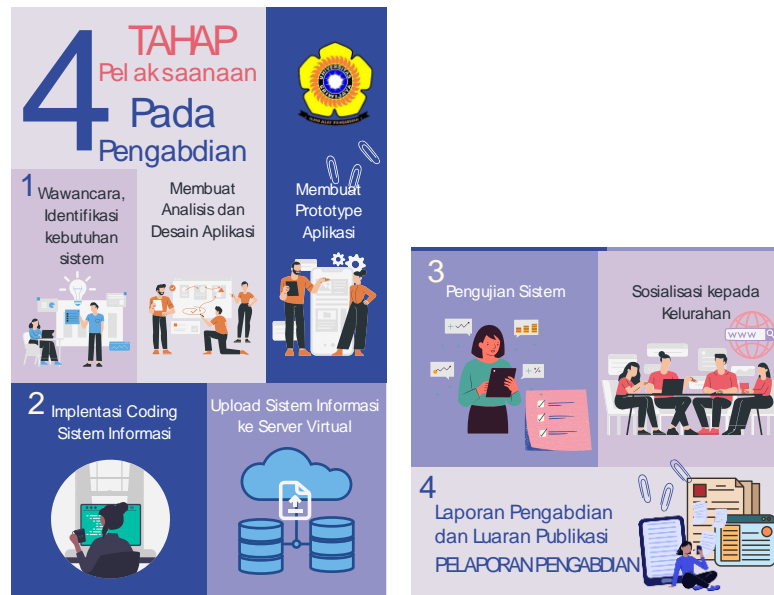 4 TAHAP
Pelaksaanaan
Pada
Pengabdian
1
Wawancara,
Identifikasi
kebutuhan
sistem
Membuat
Analisis dan
Desain Aplikasi
Membuat
Prototype
Aplikasi
2 Implentasi Coding
Sistem Informasi
Upload Sistem Informasi
ke Server Virtual
3
Pengujian Sistem
Sosialisasi kepada
Kelurahan
www
4
Laporan Pengabdian
dan Luaran Publikasi
PELAPORAN PENGABDIAN